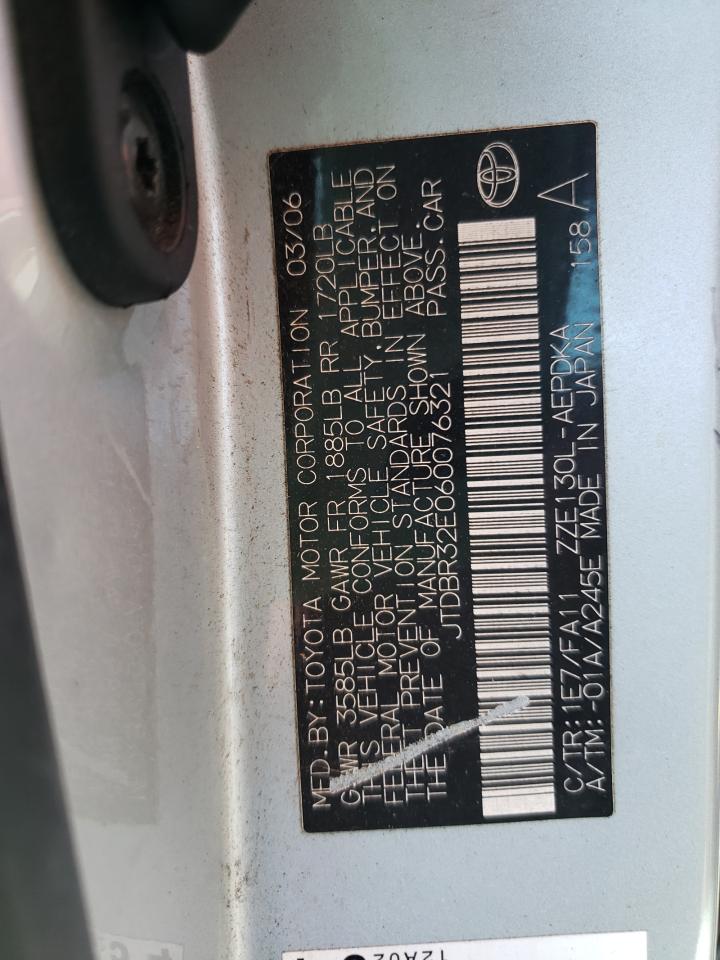 MFD.BY:TOYOTA MOTOR CORPORATION 03/06
GVWR 3585LB GAWR FR 1885LB RR 1720LB
THIS VEHICLE CONFORMS TO ALL APPLICABLE
FEDERAL MOTOR VEHICLE SAFETY,BUMPER,AND
THEFT PREVENTION STANDARDS IN EFFECT ON
THE DATE OF MANUFACTURE SHOWN ABOVE.
JTDBR32E060076321 PASS.CAR
C/TR:1E7/FA11 ZZE130L-AEPDKA
A/TM:-01A/A245E MADE IN JAPAN 158 A
12A02